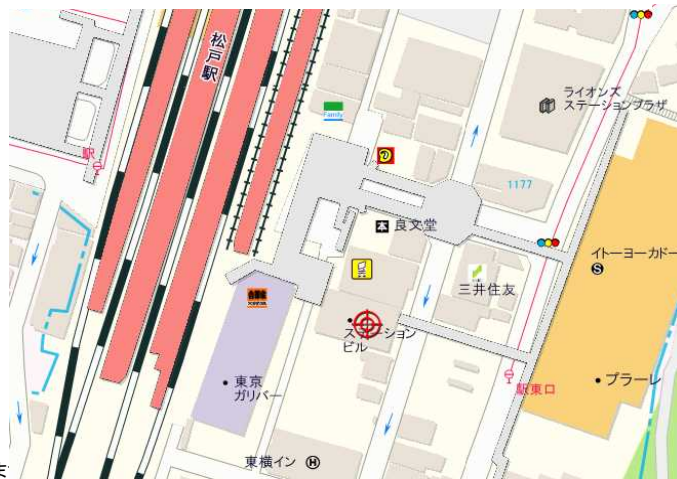 松戸駅
ライオンズ
ステーションプラザ
Family
駅
1177
良文堂
イトーヨーカドー
三井住友
ステーション
ビル
プラーレ
駅東口
東京
ガリバー
東横イン